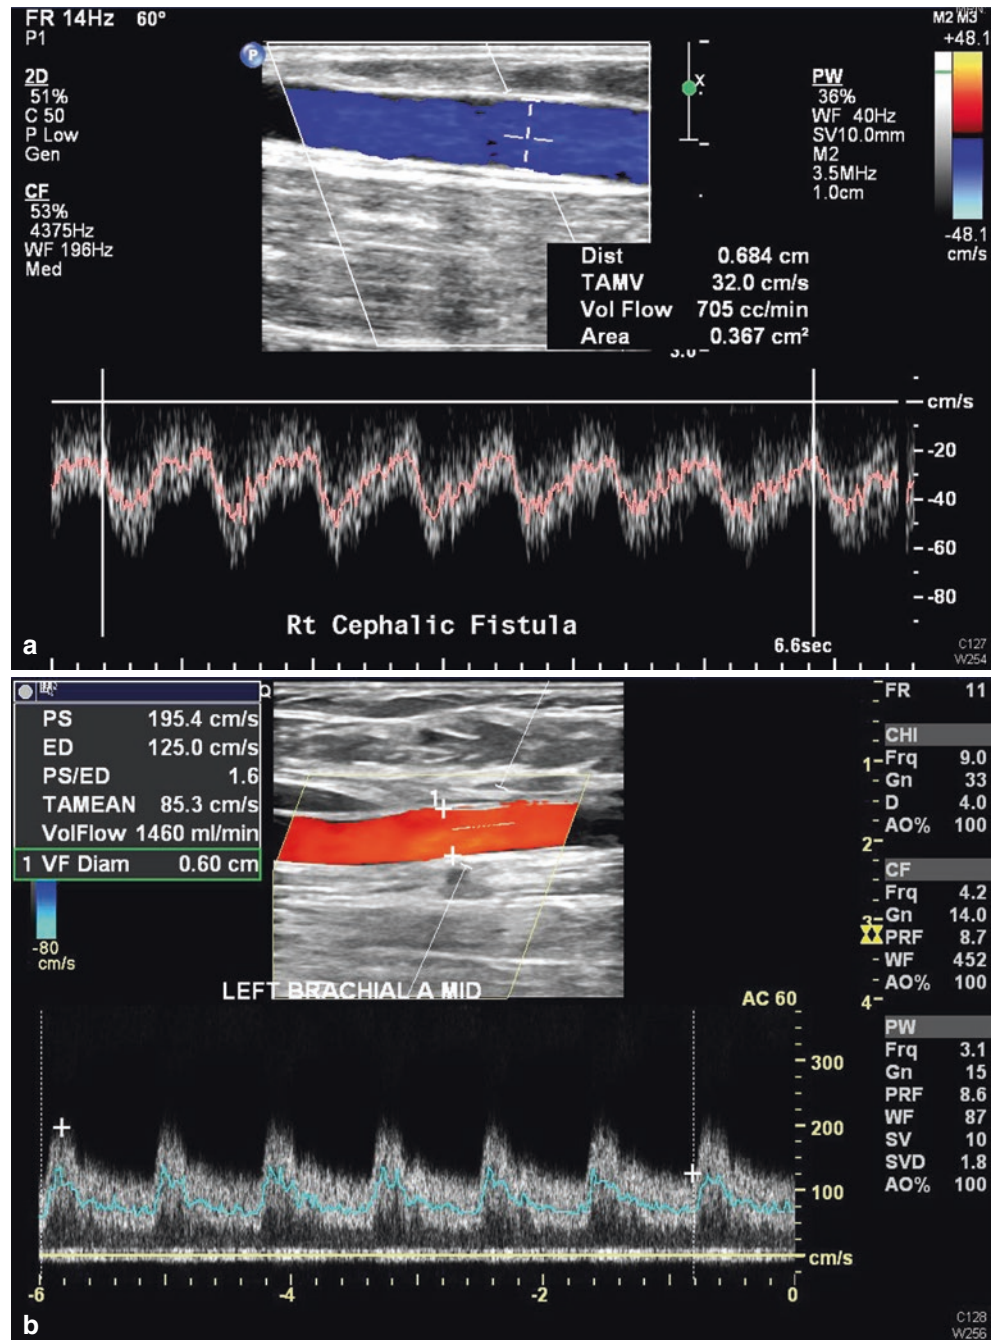 FR 14Hz 60°
P1
2D
51%
C 50
P Low
Gen
CF
53%
4375Hz
WF 196Hz
Med
P
X
PW
36%
WF 40Hz
SV10.0mm
M2
3.5MHz
1.0cm
M2 M3
+48.1
-48.1
cm/s
Dist 0.684 cm
TAMV 32.0 cm/s
Vol Flow 705 cc/min
Area 0.367 cm²
cm/s
-20
-40
-60
-80
Rt Cephalic Fistula
6.6sec
a
C127
W254
PS 195.4 cm/s
ED 125.0 cm/s
PS/ED 1.6
TAMEAN 85.3 cm/s
VolFlow 1460 ml/min
1 VF Diam 0.60 cm
Q
1
-80
cm/s
LEFT BRACHIAL A MID
1
2
3
4
FR 11
CHI
Frq 9.0
Gn 33
D 4.0
AO% 100
CF
Frq 4.2
Gn 14.0
PRF 8.7
WF 452
AO% 100
PW
Frq 3.1
Gn 15
PRF 8.6
WF 87
SV 10
SVD 1.8
AO% 100
AC 60
300
200
100
cm/s
-6 -4 -2 0
b
C128
W256